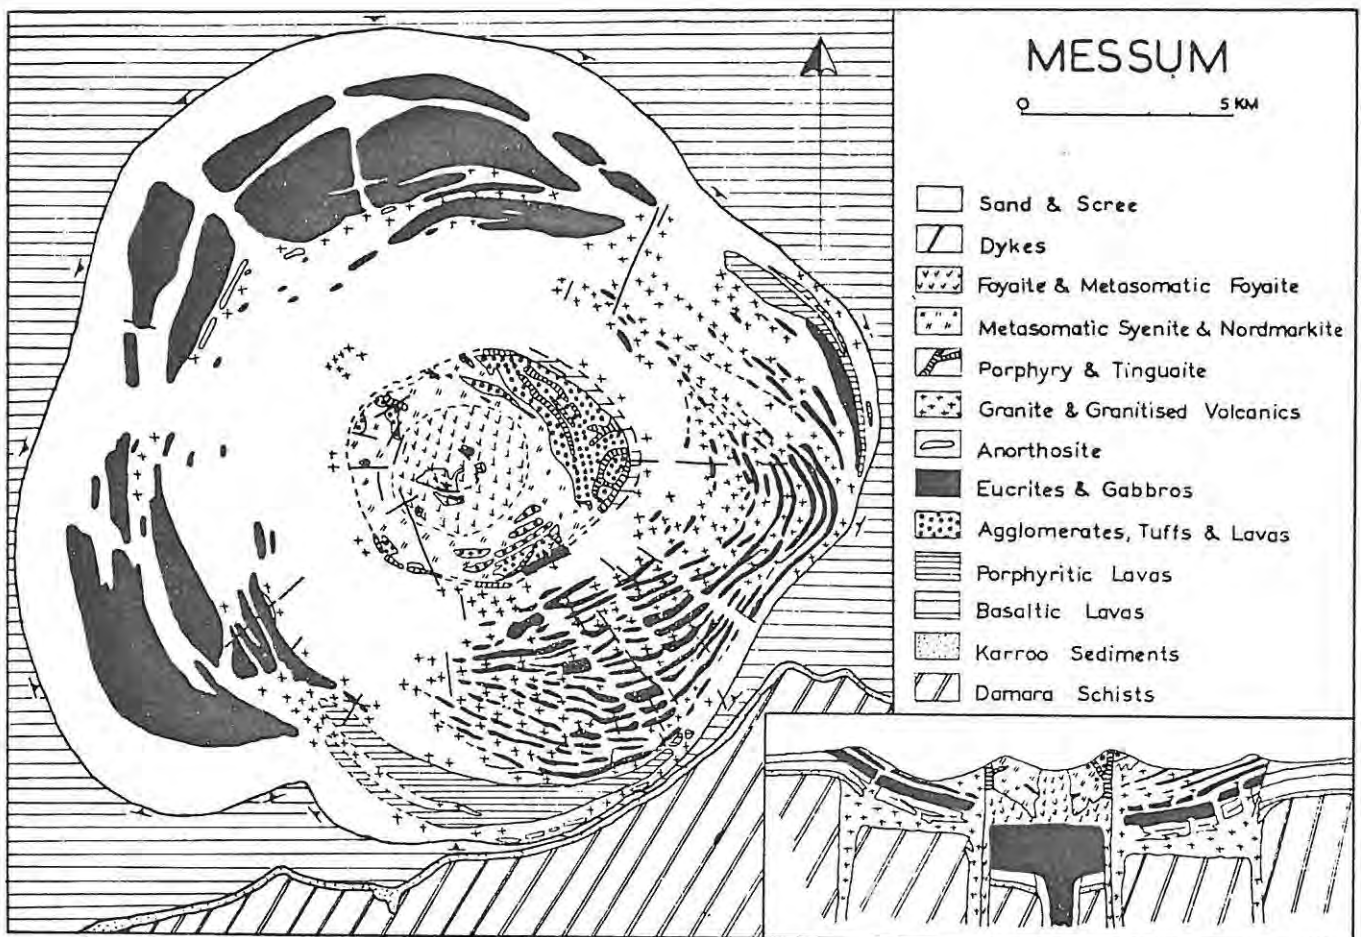 MESSUM
0 5 KM
Sand & Scree
Dykes
Foyaite & Metasomatic Foyaite
Metasomatic Syenite & Nordmarkite
Porphyry & Tinguaite
Granite & Granitised Volcanics
Anorthosite
Eucrites & Gabbros
Agglomerates, Tuffs & Lavas
Porphyritic Lavas
Basaltic Lavas
Karroo Sediments
Damara Schists